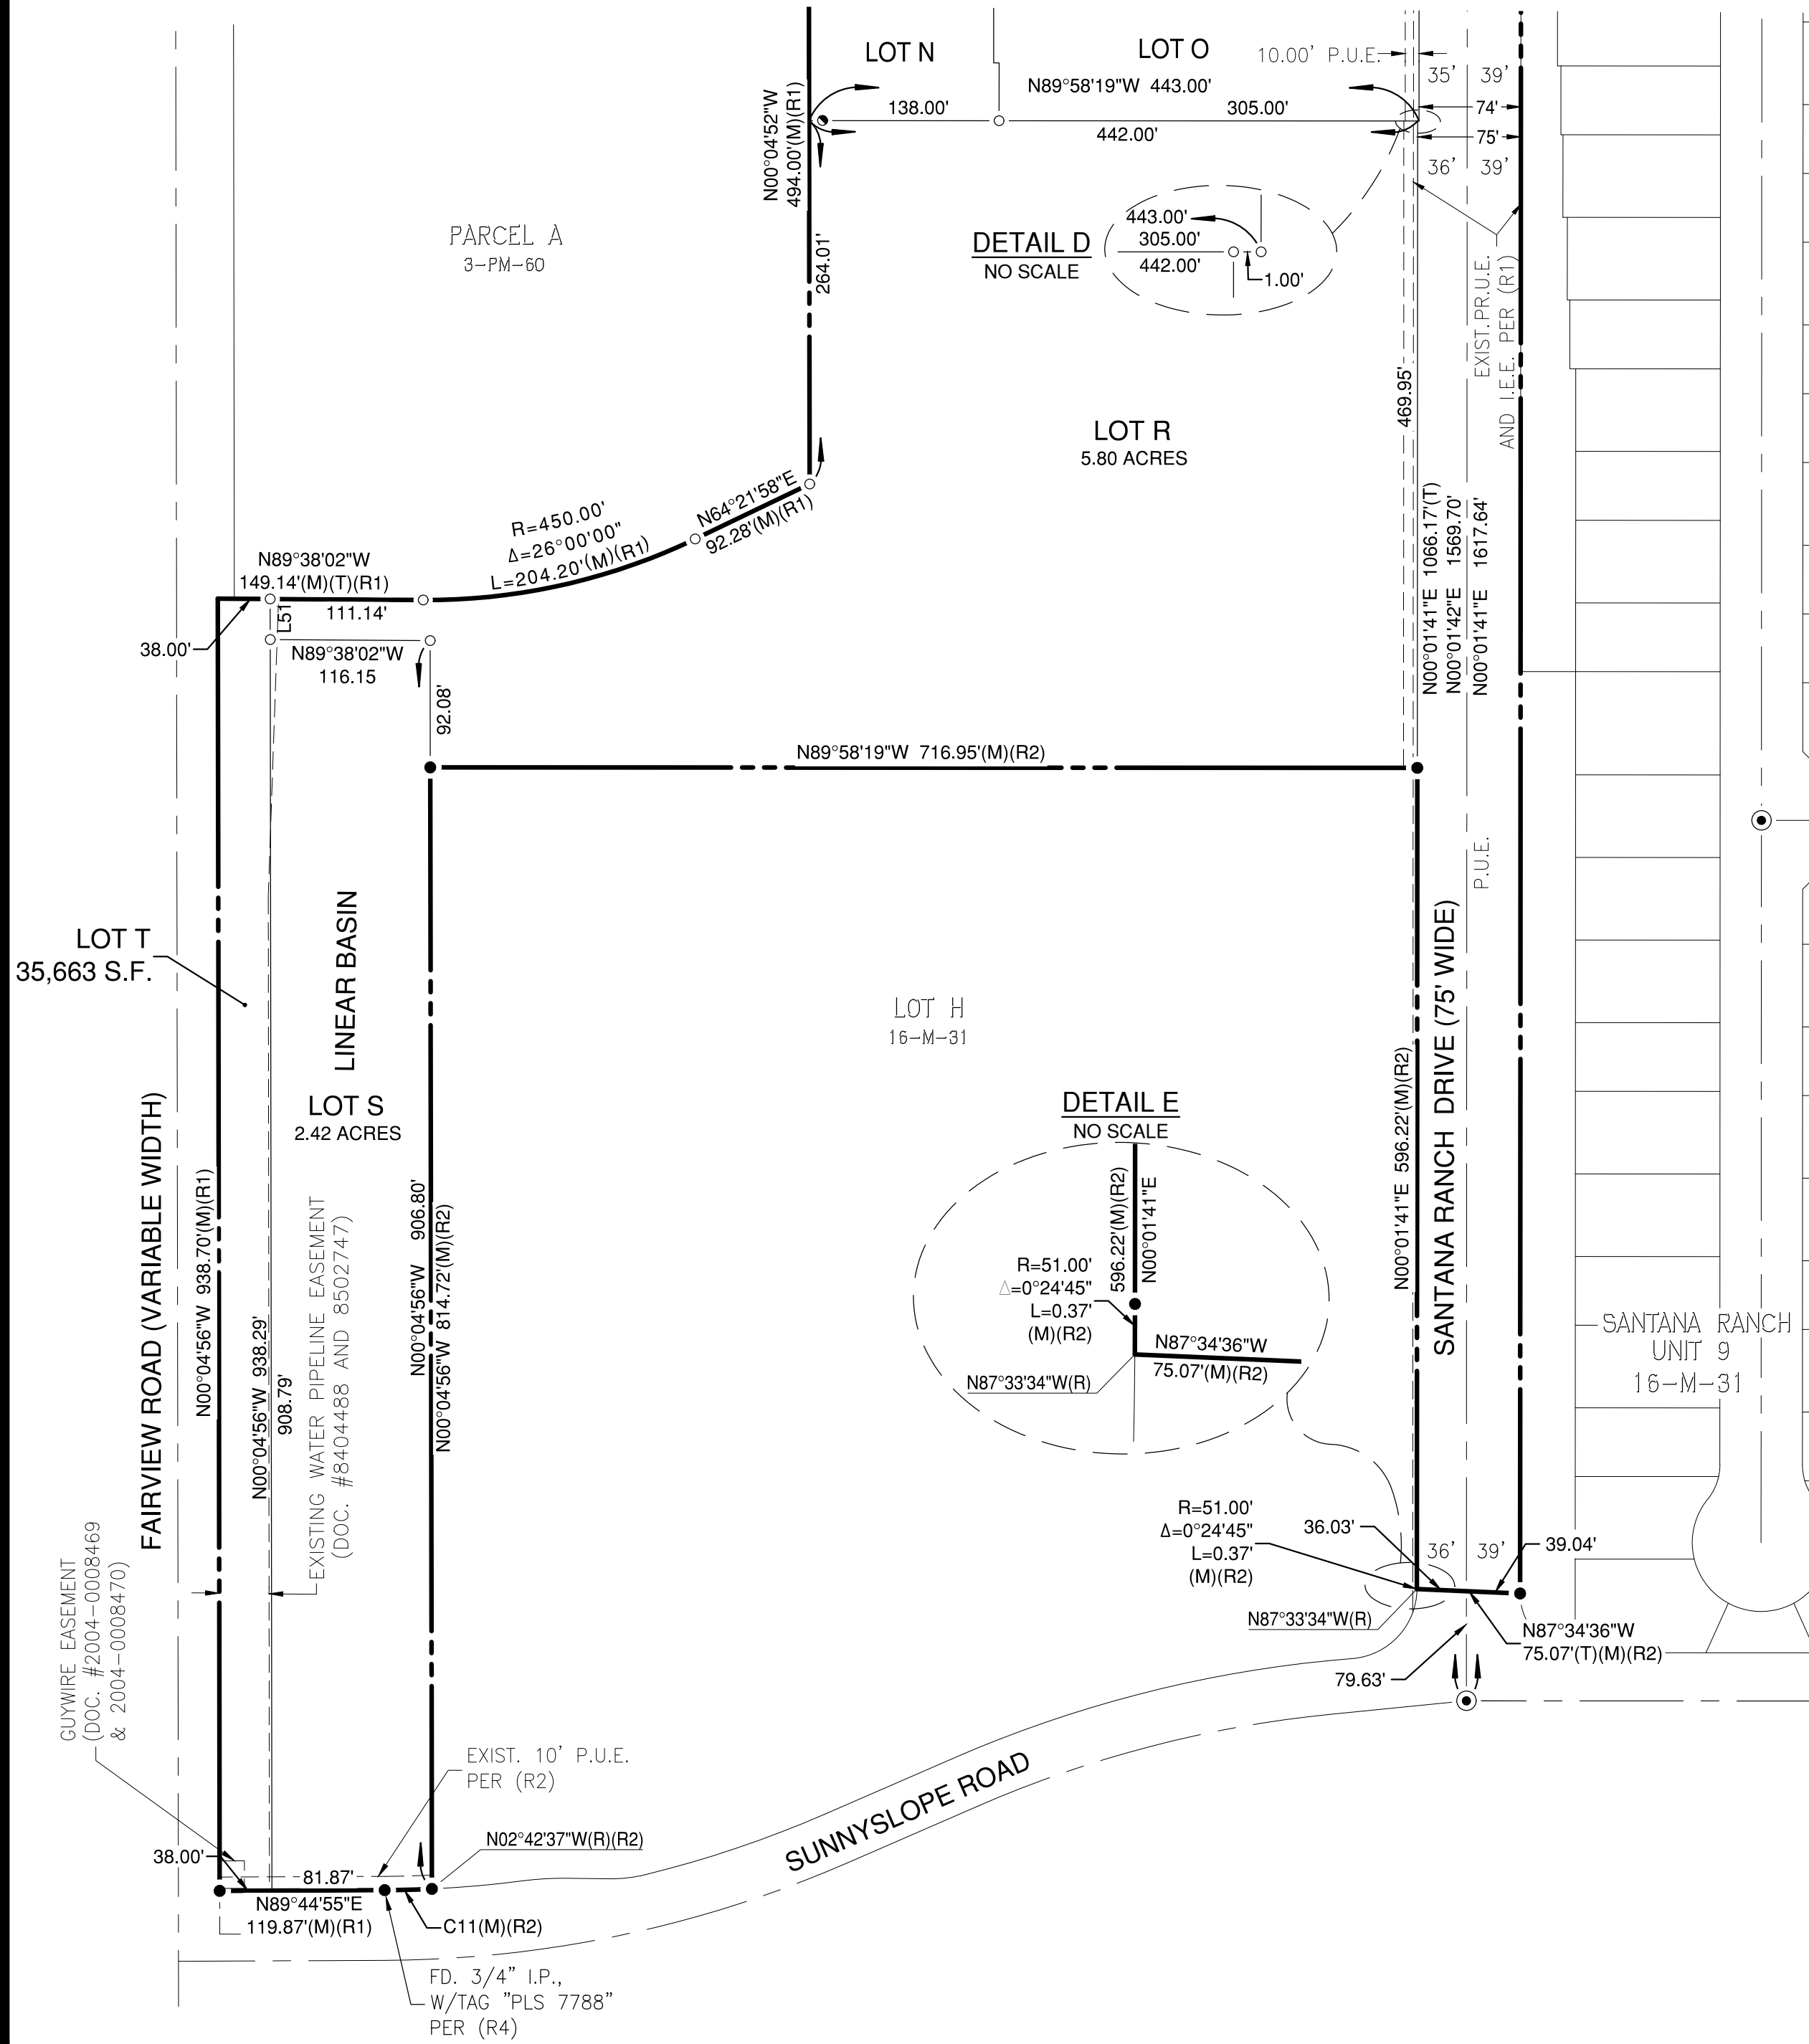 LOT N
LOT O
10.00' P.U.E.
N89°58'19"W 443.00'
35' 39'
138.00'
305.00'
74'
442.00'
75'
36' 39'
N00°04'52"W
494.00'(M)(R1)
264.01'
PARCEL A
3-PM-60
DETAIL D
NO SCALE
443.00'
305.00'
442.00'
1.00'
EXIST.PR.U.E.
AND I.E.E. PER (R1)
469.95'
LOT R
5.80 ACRES
N00°01'41"E 1066.17'(T)
N00°01'42"E 1569.70'
N00°01'41"E 1617.64'
R=450.00'
Δ=26°00'00"
L=204.20'(M)(R1)
N64°21'58"E
92.28'(M)(R1)
N89°38'02"W
149.14'(M)(T)(R1)
111.14'
L51
38.00'
N89°38'02"W
116.15
92.08'
N89°58'19"W 716.95'(M)(R2)
P.U.E.
LOT T
35,663 S.F.
LINEAR BASIN
LOT S
2.42 ACRES
LOT H
16-M-31
SANTANA RANCH DRIVE (75' WIDE)
N00°01'41"E 596.22'(M)(R2)
DETAIL E
NO SCALE
596.22'(M)(R2)
N00°01'41"E
R=51.00'
Δ=0°24'45"
L=0.37'
(M)(R2)
N87°34'36"W
75.07'(M)(R2)
N87°33'34"W(R)
FAIRVIEW ROAD (VARIABLE WIDTH)
N00°04'56"W 938.70'(M)(R1)
N00°04'56"W 938.29'
908.79'
EXISTING WATER PIPELINE EASEMENT
(DOC. #8404488 AND 8502747)
N00°04'56"W 906.80'
N00°04'56"W 814.72'(M)(R2)
SANTANA RANCH
UNIT 9
16-M-31
R=51.00'
Δ=0°24'45"
L=0.37'
(M)(R2)
36.03'
36' 39'
39.04'
N87°33'34"W(R)
N87°34'36"W
75.07'(T)(M)(R2)
79.63'
GUYWIRE EASEMENT
(DOC. #2004-0008469
& 2004-0008470)
EXIST. 10' P.U.E.
PER (R2)
SUNNYSLOPE ROAD
N02°42'37"W(R)(R2)
38.00'
81.87'
N89°44'55"E
119.87'(M)(R1)
C11(M)(R2)
FD. 3/4" I.P.,
W/TAG "PLS 7788"
PER (R4)